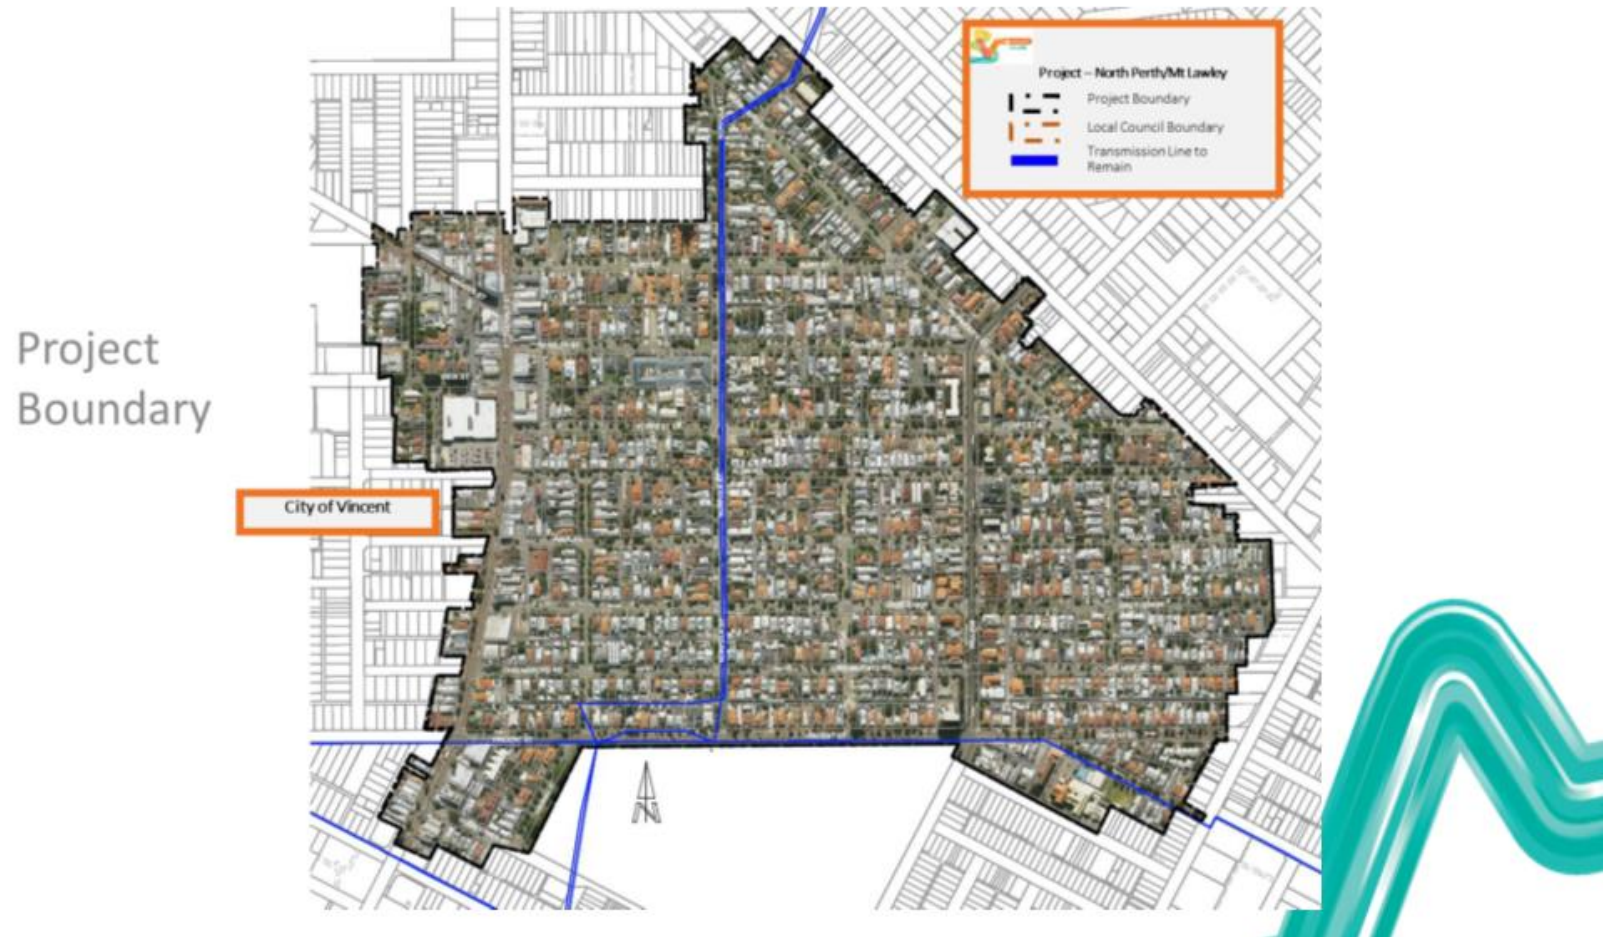 Project – North Perth/Mt Lawley
Project Boundary
Local Council Boundary
Transmission Line to
Remain
Project
Boundary
City of Vincent
N